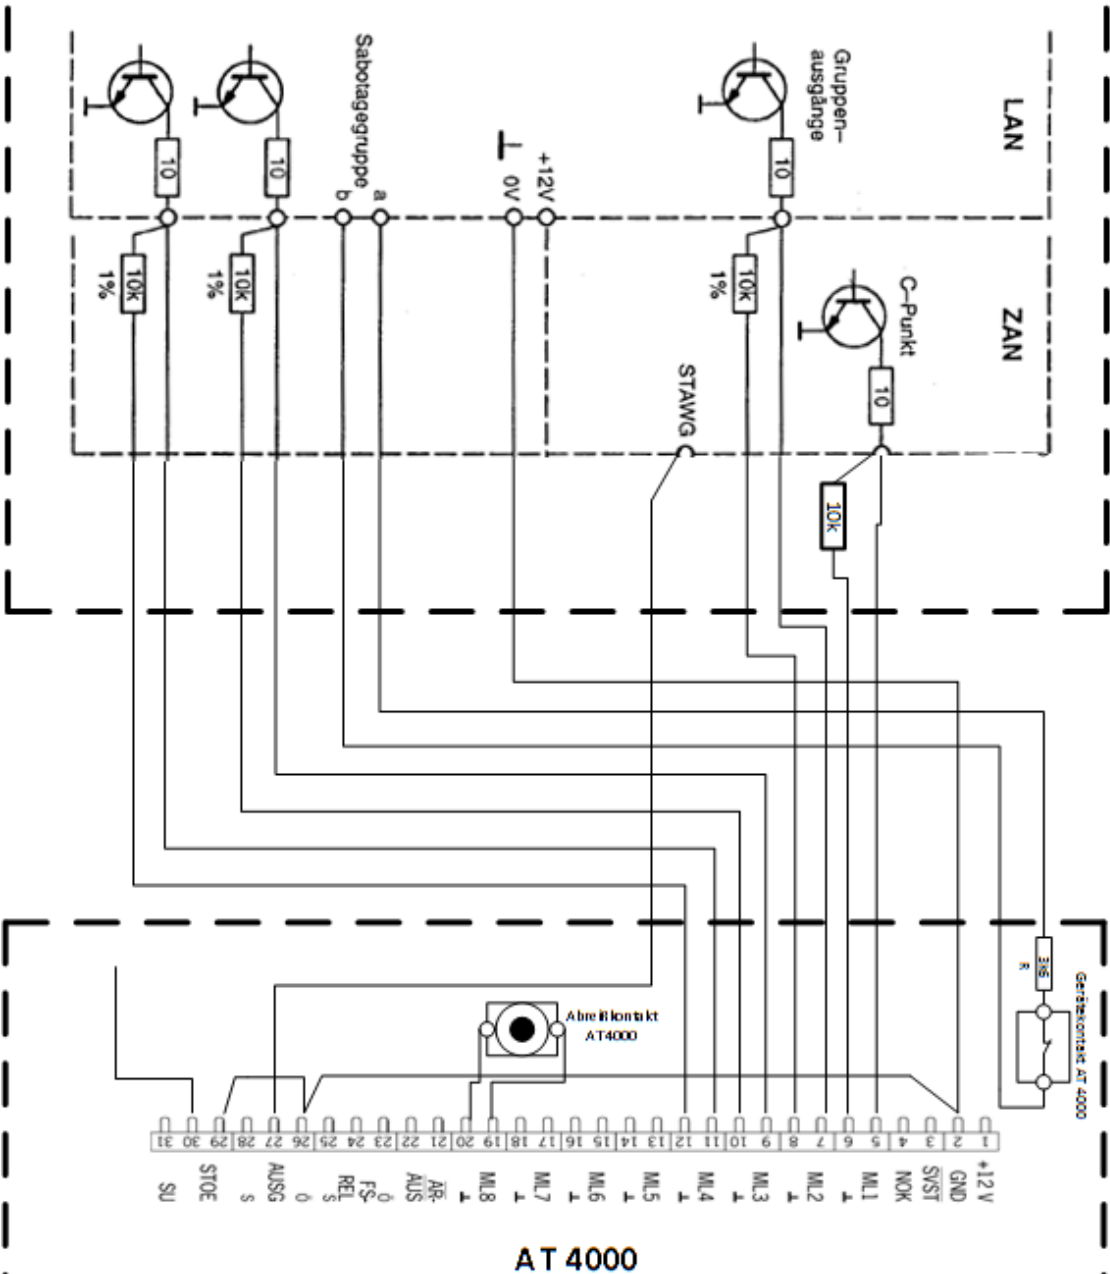 LAN
Gruppen-
ausgänge
10
Sabotagegruppe
a
b
+12V
0V
10
10
ZAN
C-Punkt
10
STAWG
10k
1%
10k
1%
10k
1%
10k
3k6
R
Gerätekontakt AT 4000
Abreißkontakt
AT4000
1
2
3
4
5
6
7
8
9
10
11
12
13
14
15
16
17
18
19
20
21
22
23
24
25
26
27
28
29
30
31
+12 V
GND
SVST
NOK
ML1
ML2
ML3
ML4
ML5
ML6
ML7
ML8
AR-
AUS
Ö
FS-
REL
S
Ö
AUSG
S
STOE
SU
AT 4000